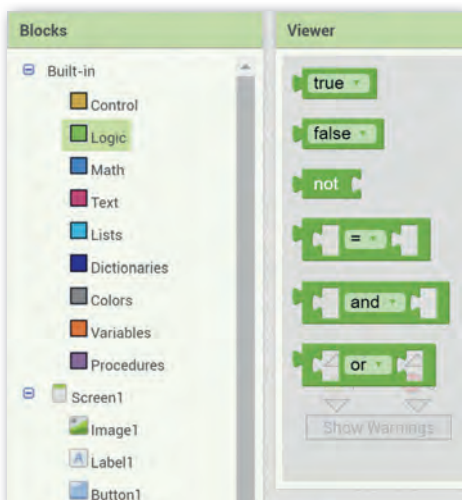 Blocks
Built-in
Control
Logic
Math
Text
Lists
Dictionaries
Colors
Variables
Procedures
Screen1
Image1
Label1
Button1
Viewer
true
false
not
=
and
or
Show Warnings